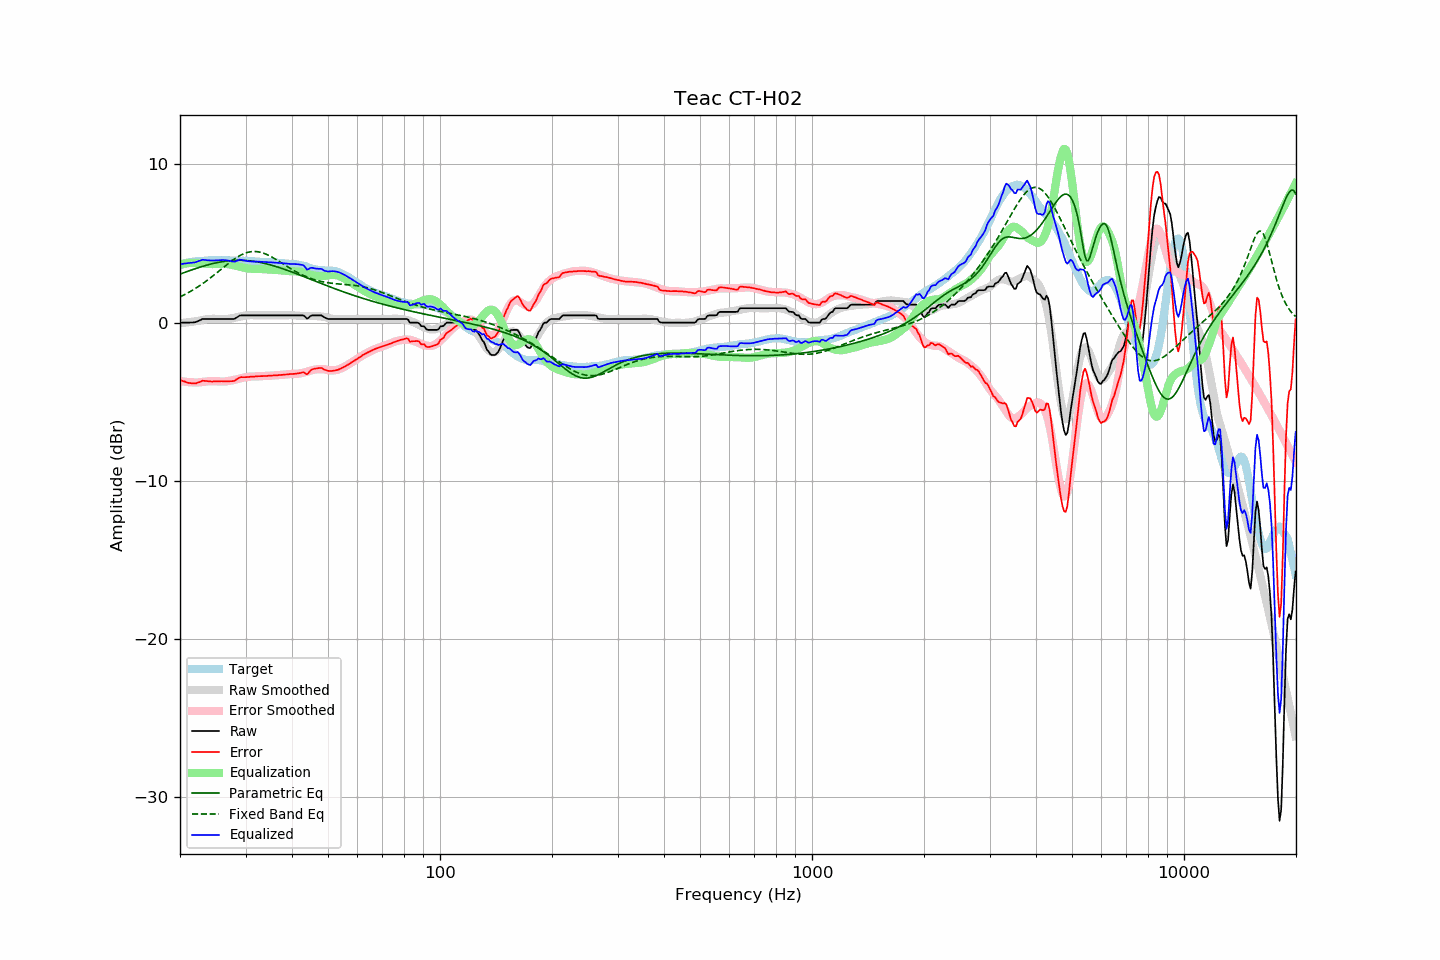 Teac CT-H02
10
0
−10
−20
−30
Amplitude (dBr)
Target
Raw Smoothed
Error Smoothed
Raw
Error
Equalization
Parametric Eq
Fixed Band Eq
Equalized
100
1000
10000
Frequency (Hz)